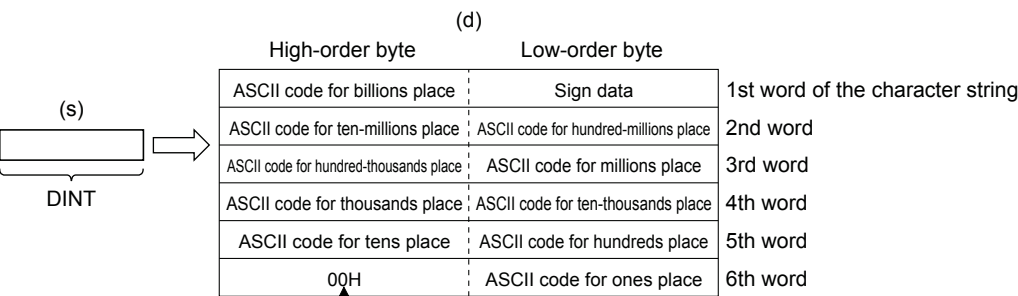 (d)
High-order byte Low-order byte
ASCII code for billions place Sign data 1st word of the character string
(s)
ASCII code for ten-millions place ASCII code for hundred-millions place 2nd word
ASCII code for hundred-thousands place ASCII code for millions place 3rd word
DINT
ASCII code for thousands place ASCII code for ten-thousands place 4th word
ASCII code for tens place ASCII code for hundreds place 5th word
00H ASCII code for ones place 6th word